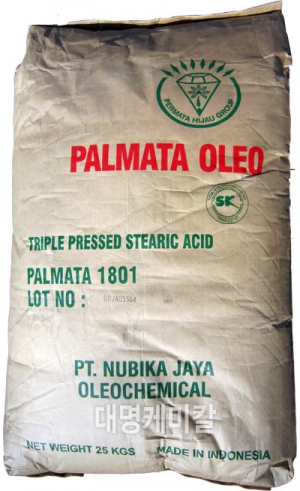 PERMATA HIJAU GROUP
PALMATA OLEO
SK
TRIPLE PRESSED STEARIC ACID
PALMATA 1801
LOT NO :
PT. NUBIKA JAYA
OLEOCHEMICAL
대명케미칼
NET WEIGHT 25 KGS MADE IN INDONESIA